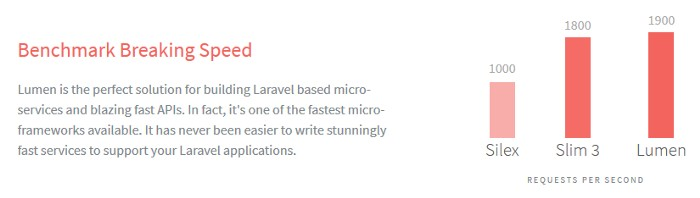 Benchmark Breaking Speed
Lumen is the perfect solution for building Laravel based micro-
services and blazing fast APIs. In fact, it's one of the fastest micro-
frameworks available. It has never been easier to write stunningly
fast services to support your Laravel applications.
1000
1800
1900
Silex
Slim 3
Lumen
REQUESTS PER SECOND